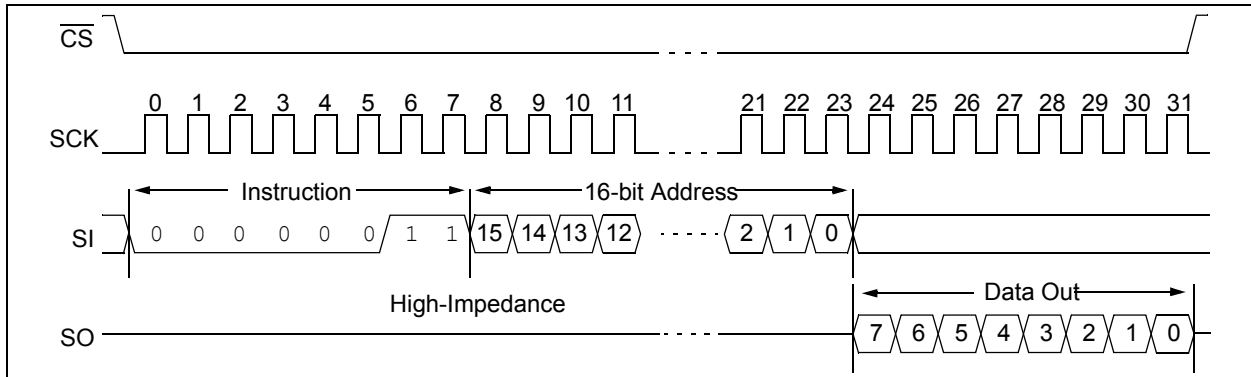 CS
0 1 2 3 4 5 6 7 8 9 10 11 21 22 23 24 25 26 27 28 29 30 31
SCK
Instruction 16-bit Address
SI 0 0 0 0 0 0 1 1 15 14 13 12 2 1 0
High-Impedance Data Out
SO 7 6 5 4 3 2 1 0